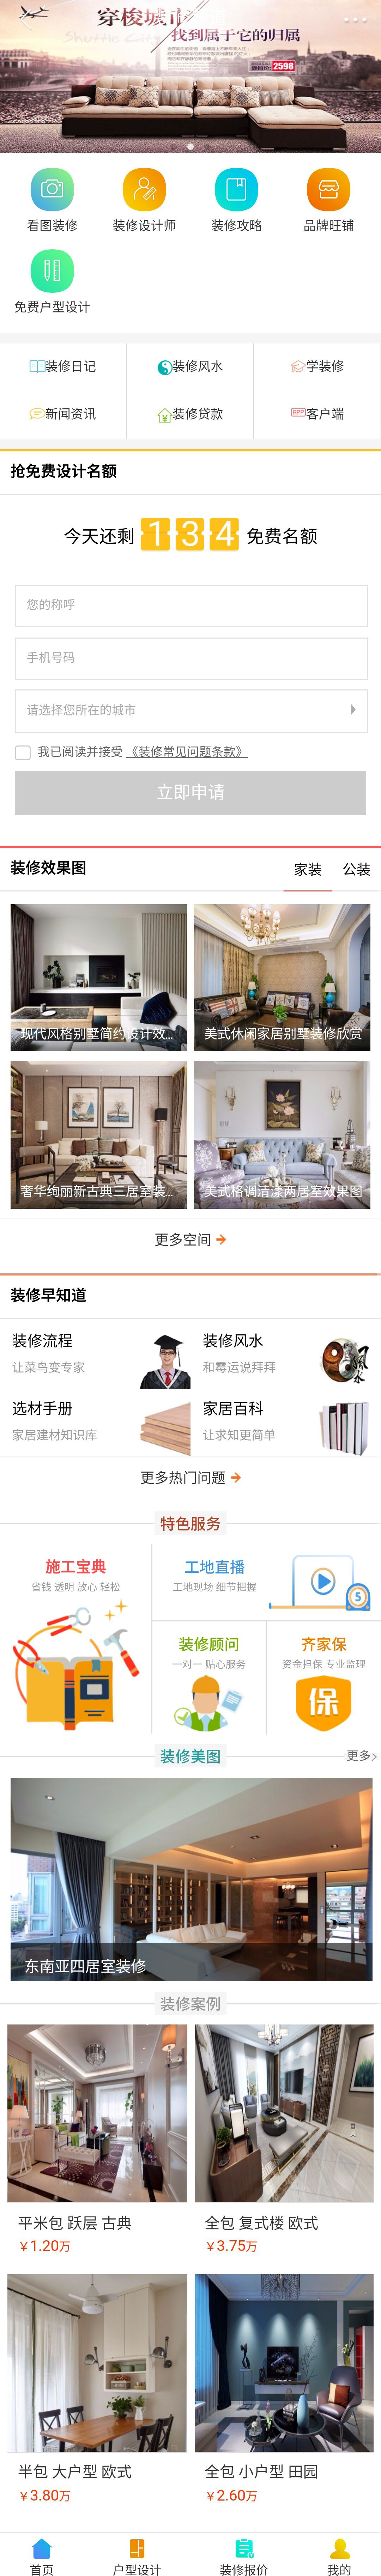 穿梭城市
Shuttle City
找到属于它的归属
2598
看图装修
装修设计师
装修攻略
品牌旺铺
免费户型设计
装修日记
装修风水
学装修
新闻资讯
装修贷款
APP客户端
抢免费设计名额
今天还剩 134 免费名额
您的称呼
手机号码
请选择您所在的城市
我已阅读并接受 《装修常见问题条款》
立即申请
装修效果图
家装
公装
现代风格别墅简约设计效...
美式休闲家居别墅装修欣赏
奢华绚丽新古典三居室装...
美式格调清漾两居室效果图
更多空间
装修早知道
装修流程
让菜鸟变专家
装修风水
和霉运说拜拜
风水
选材手册
家居建材知识库
家居百科
让求知更简单
更多热门问题
特色服务
施工宝典
省钱 透明 放心 轻松
工地直播
工地现场 细节把握
5
装修顾问
一对一 贴心服务
齐家保
资金担保 专业监理
保
装修美图
更多
东南亚四居室装修
装修案例
平米包 跃层 古典
￥1.20万
全包 复式楼 欧式
￥3.75万
半包 大户型 欧式
￥3.80万
全包 小户型 田园
￥2.60万
首页
户型设计
装修报价
我的